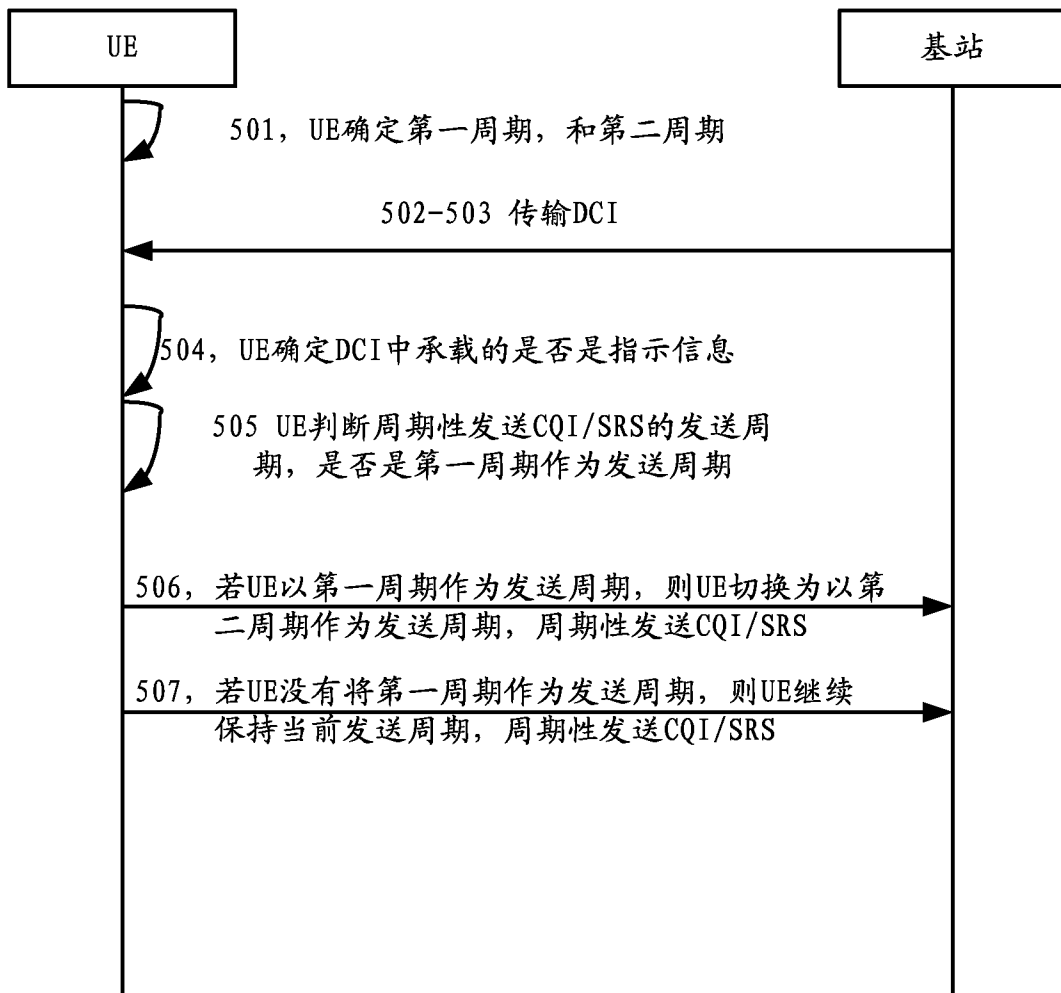 UE
基站
501, UE确定第一周期, 和第二周期
502-503 传输DCI
504, UE确定DCI中承载的是否是指示信息
505 UE判断周期性发送CQI/SRS的发送周
期, 是否是第一周期作为发送周期
506, 若UE以第一周期作为发送周期, 则UE切换为以第
二周期作为发送周期, 周期性发送CQI/SRS
507, 若UE没有将第一周期作为发送周期, 则UE继续
保持当前发送周期, 周期性发送CQI/SRS